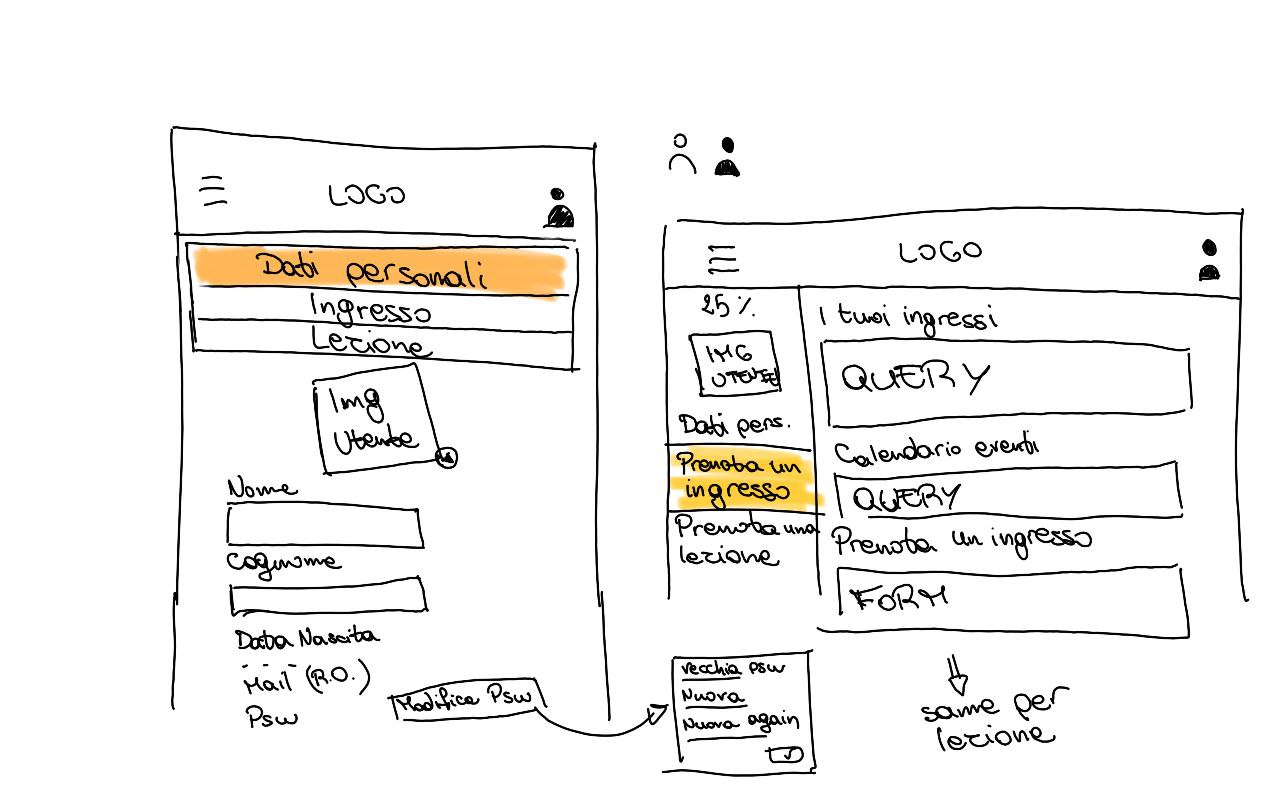 LOGO
Dati personali
Ingresso
Lezione
Img
Utente
Nome
Cognome
Data Nascita
Mail (R.O.)
Psw
Modifica Psw
LOGO
25 %
IMG
UTENTE
Dati pers.
Prenota un
ingresso
Prenota una
lezione
I tuoi ingressi
QUERY
Calendario eventi
QUERY
Prenota un ingresso
FORM
vecchia psw
Nuova
Nuova again
same per
lezione